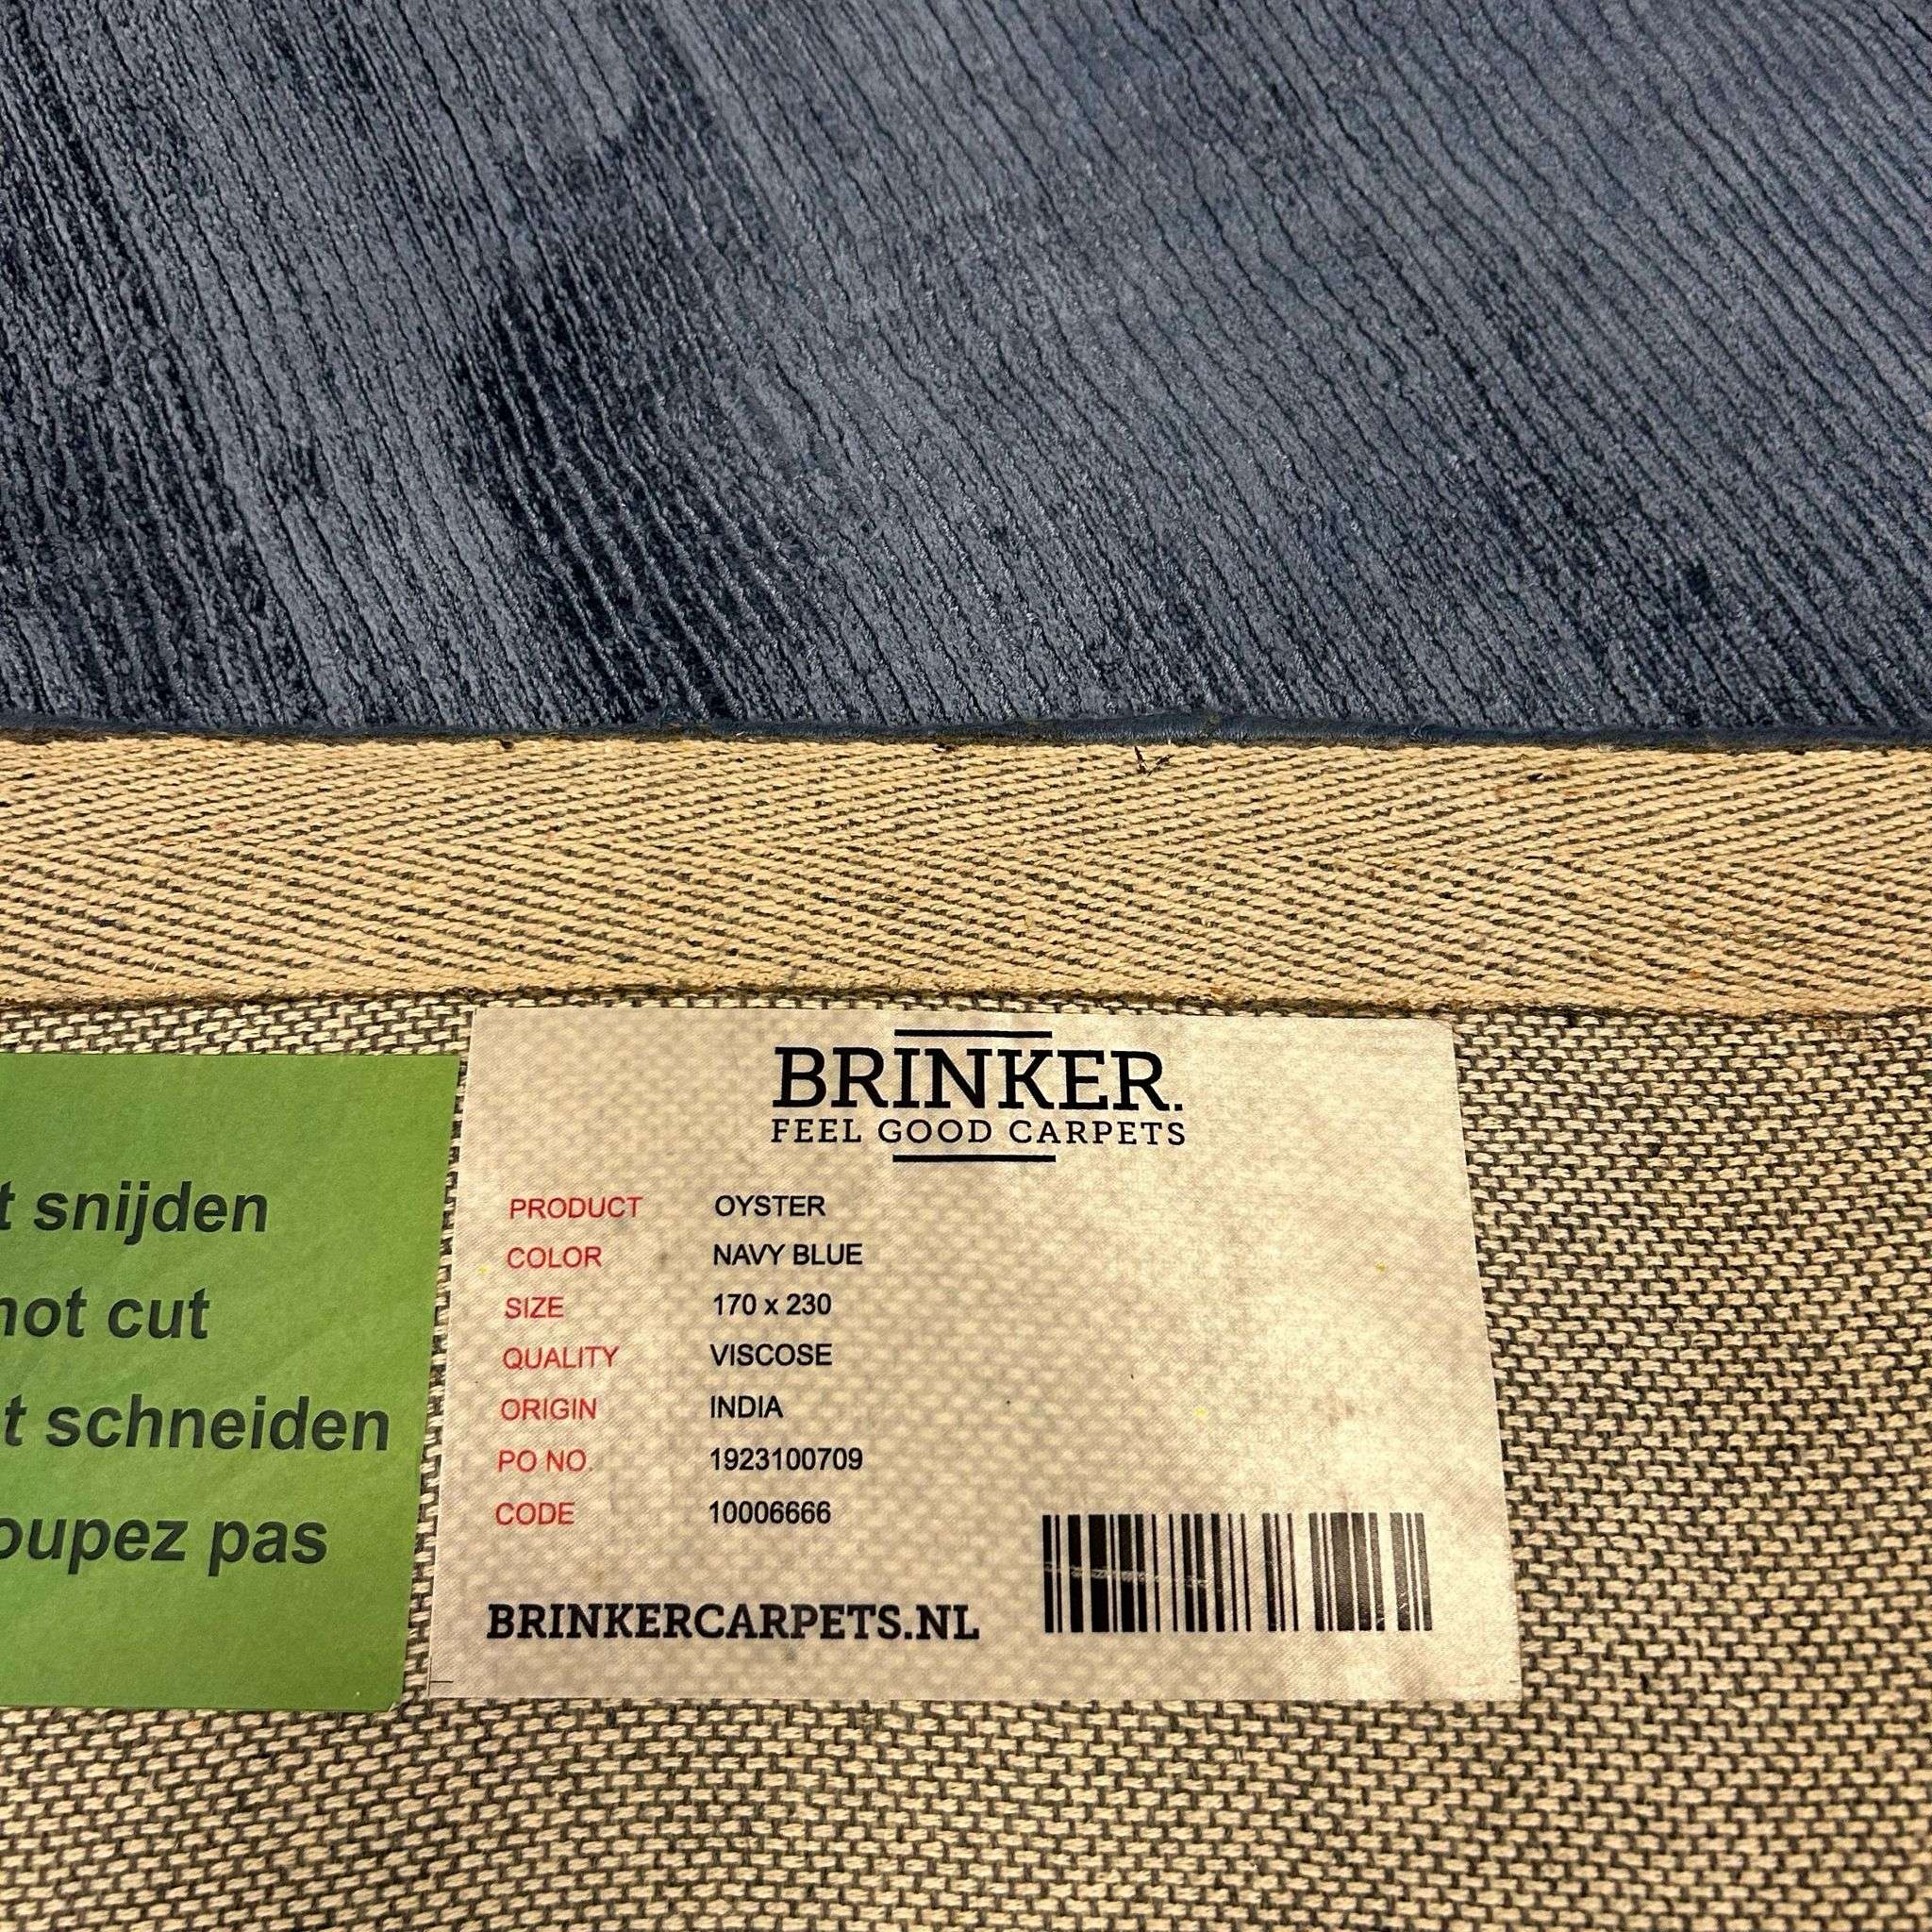 BRINKER.
FEEL GOOD CARPETS
PRODUCT OYSTER
COLOR NAVY BLUE
SIZE 170 x 230
QUALITY VISCOSE
ORIGIN INDIA
PO NO. 1923100709
CODE 10006666
BRINKERCARPETS.NL
t snijden
not cut
t schneiden
oupez pas